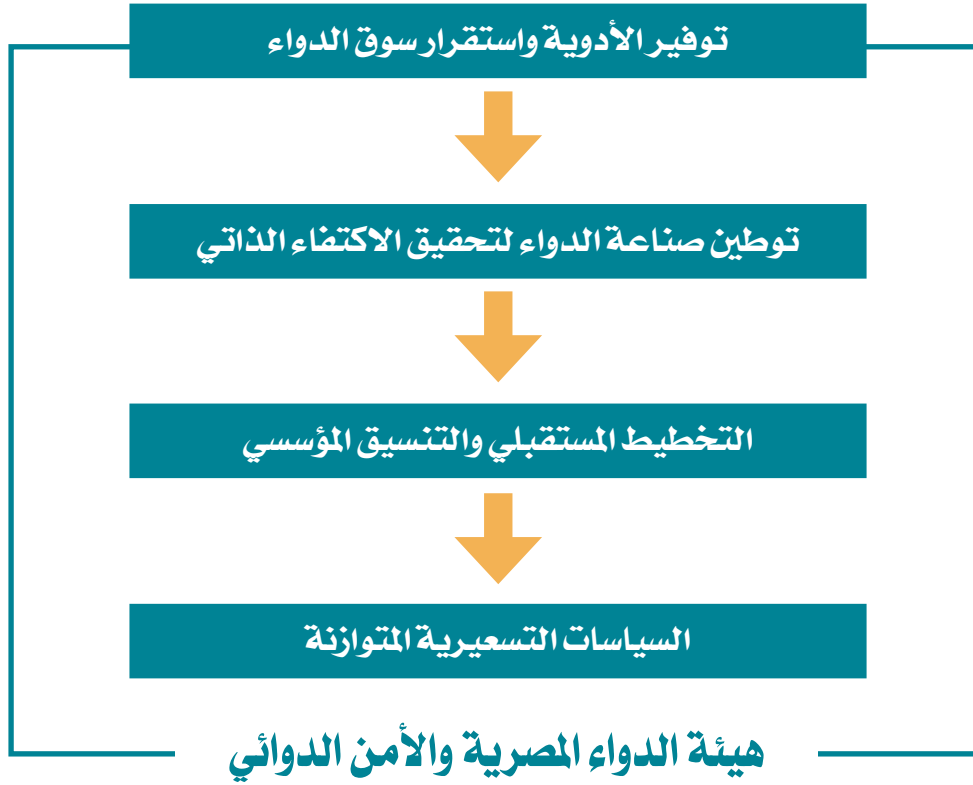 توفير الأدوية واستقرار سوق الدواء
توطين صناعة الدواء لتحقيق الاكتفاء الذاتي
التخطيط المستقبلي والتنسيق المؤسسي
السياسات التسعيرية المتوازنة
هيئة الدواء المصرية والأمن الدوائي